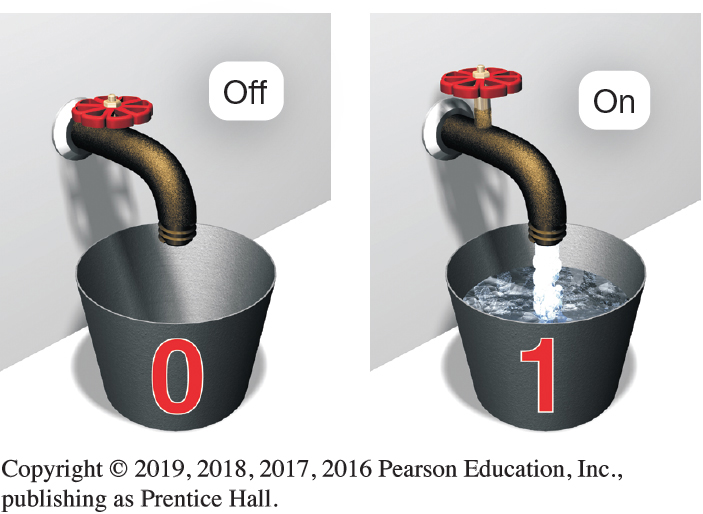 Off
On
0
1
Copyright © 2019, 2018, 2017, 2016 Pearson Education, Inc.,
publishing as Prentice Hall.